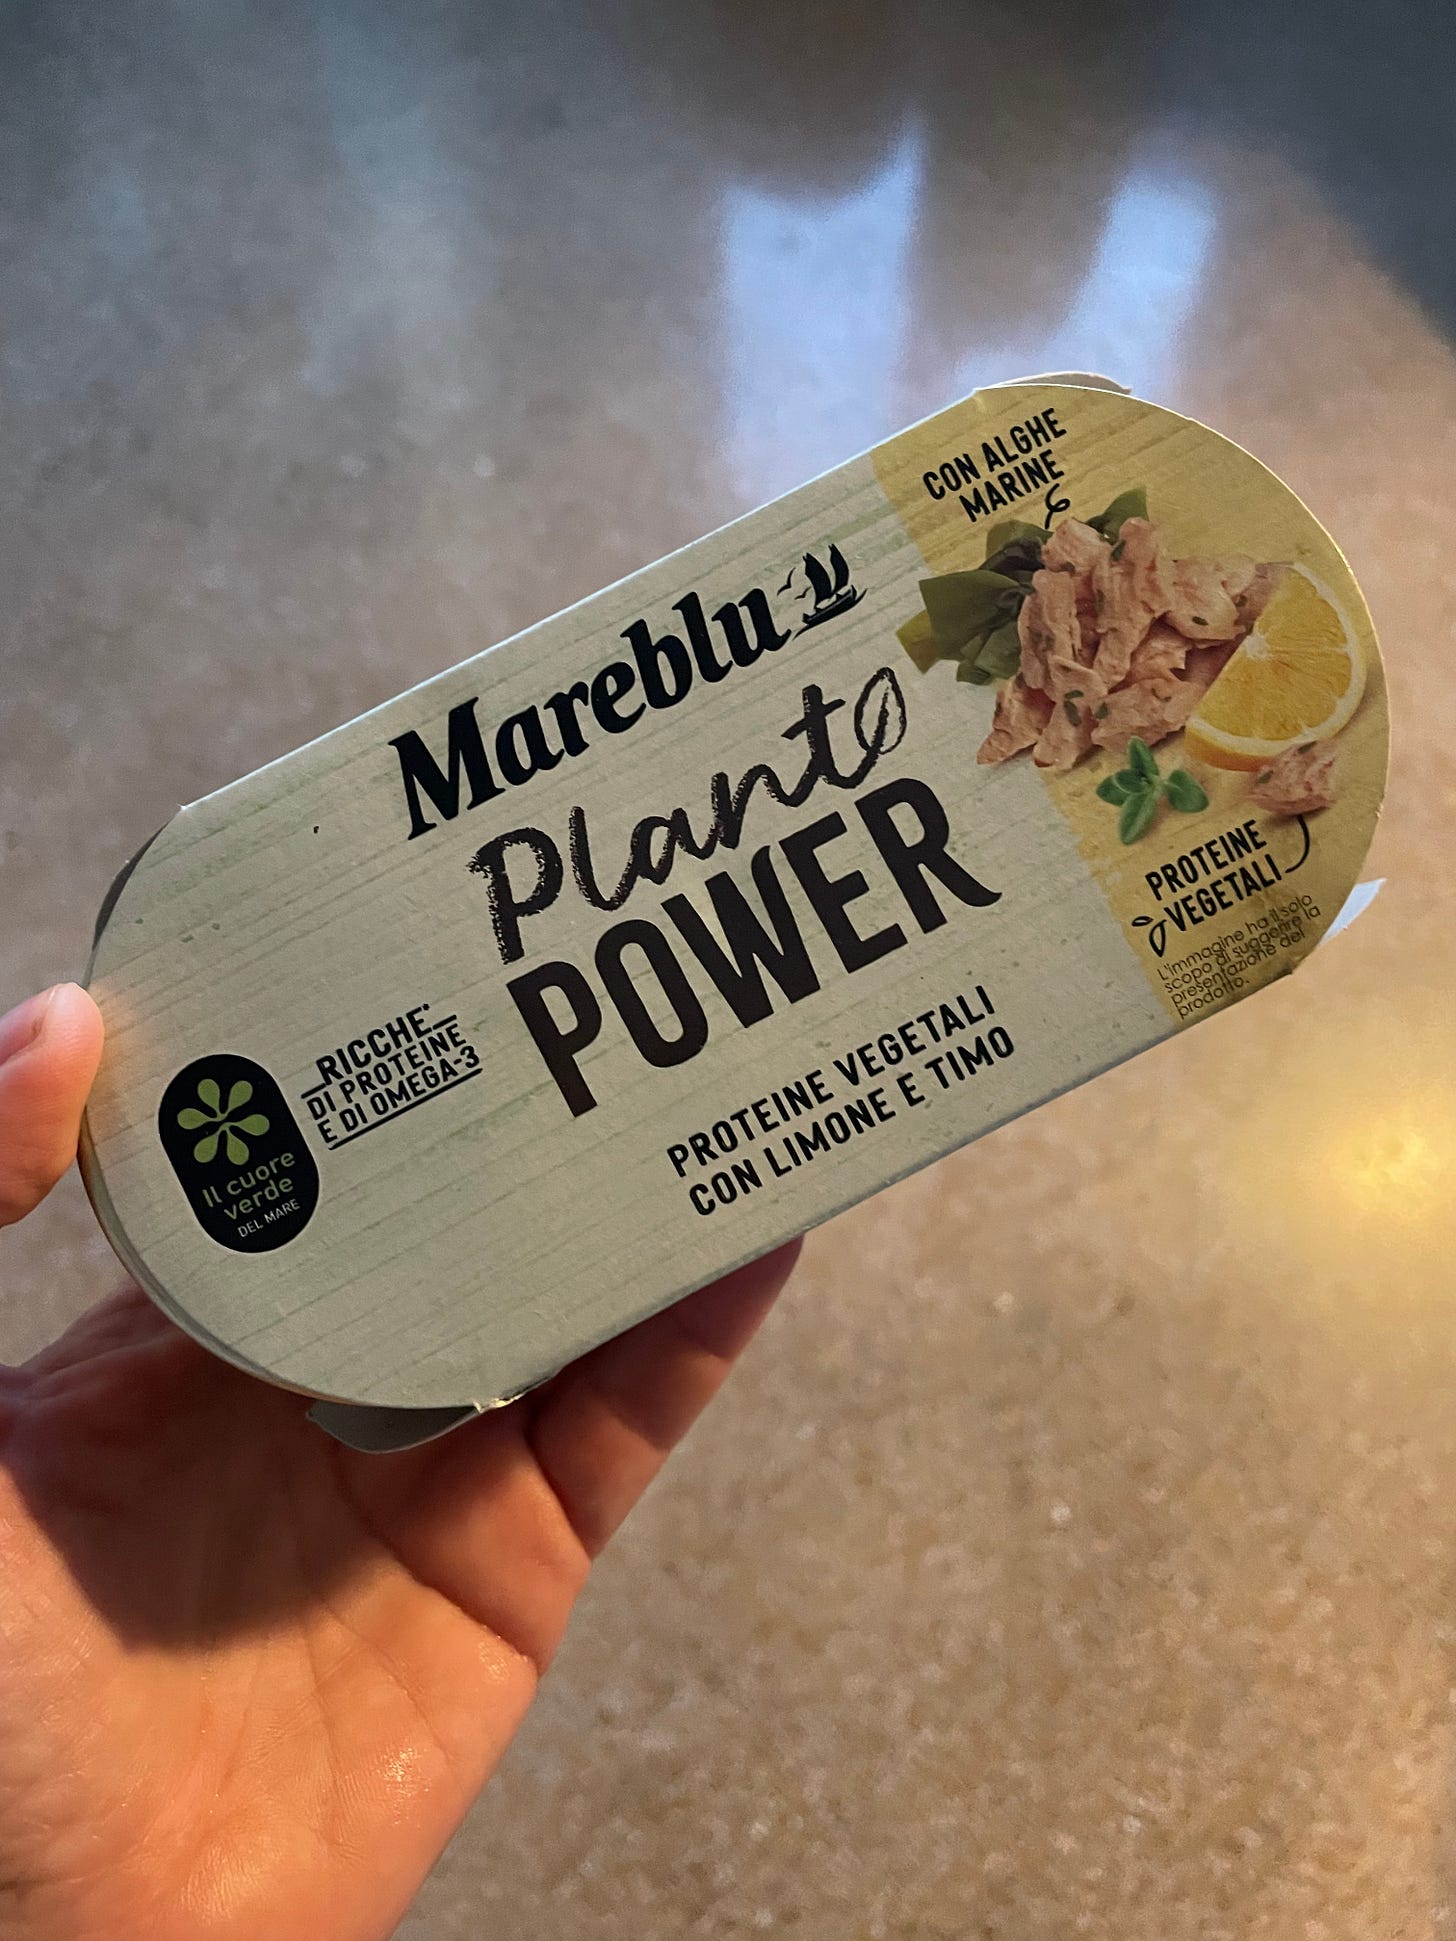 CON ALGHE
MARINE
Mareblu
Plant
POWER
PROTEINE
VEGETALI
L'immagine ha il solo
scopo di suggerire la
presentazione del
prodotto.
RICCHE*
DI PROTEINE
E DI OMEGA-3
PROTEINE VEGETALI
CON LIMONE E TIMO
Il cuore
verde
DEL MARE